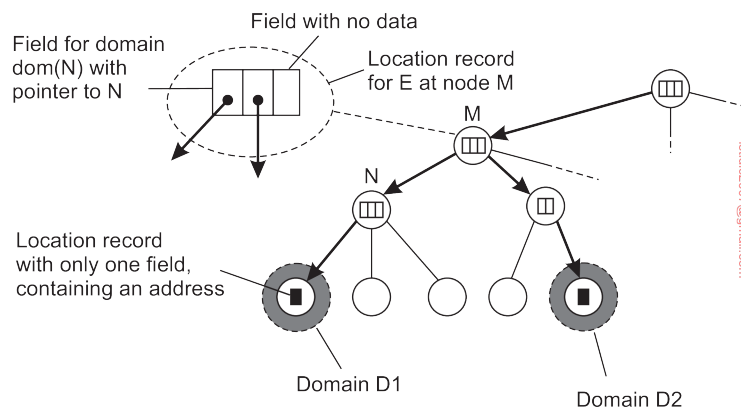 Field with no data
Field for domain
dom(N) with
pointer to N
Location record
for E at node M
M
N
Location record
with only one field,
containing an address
Domain D1
Domain D2